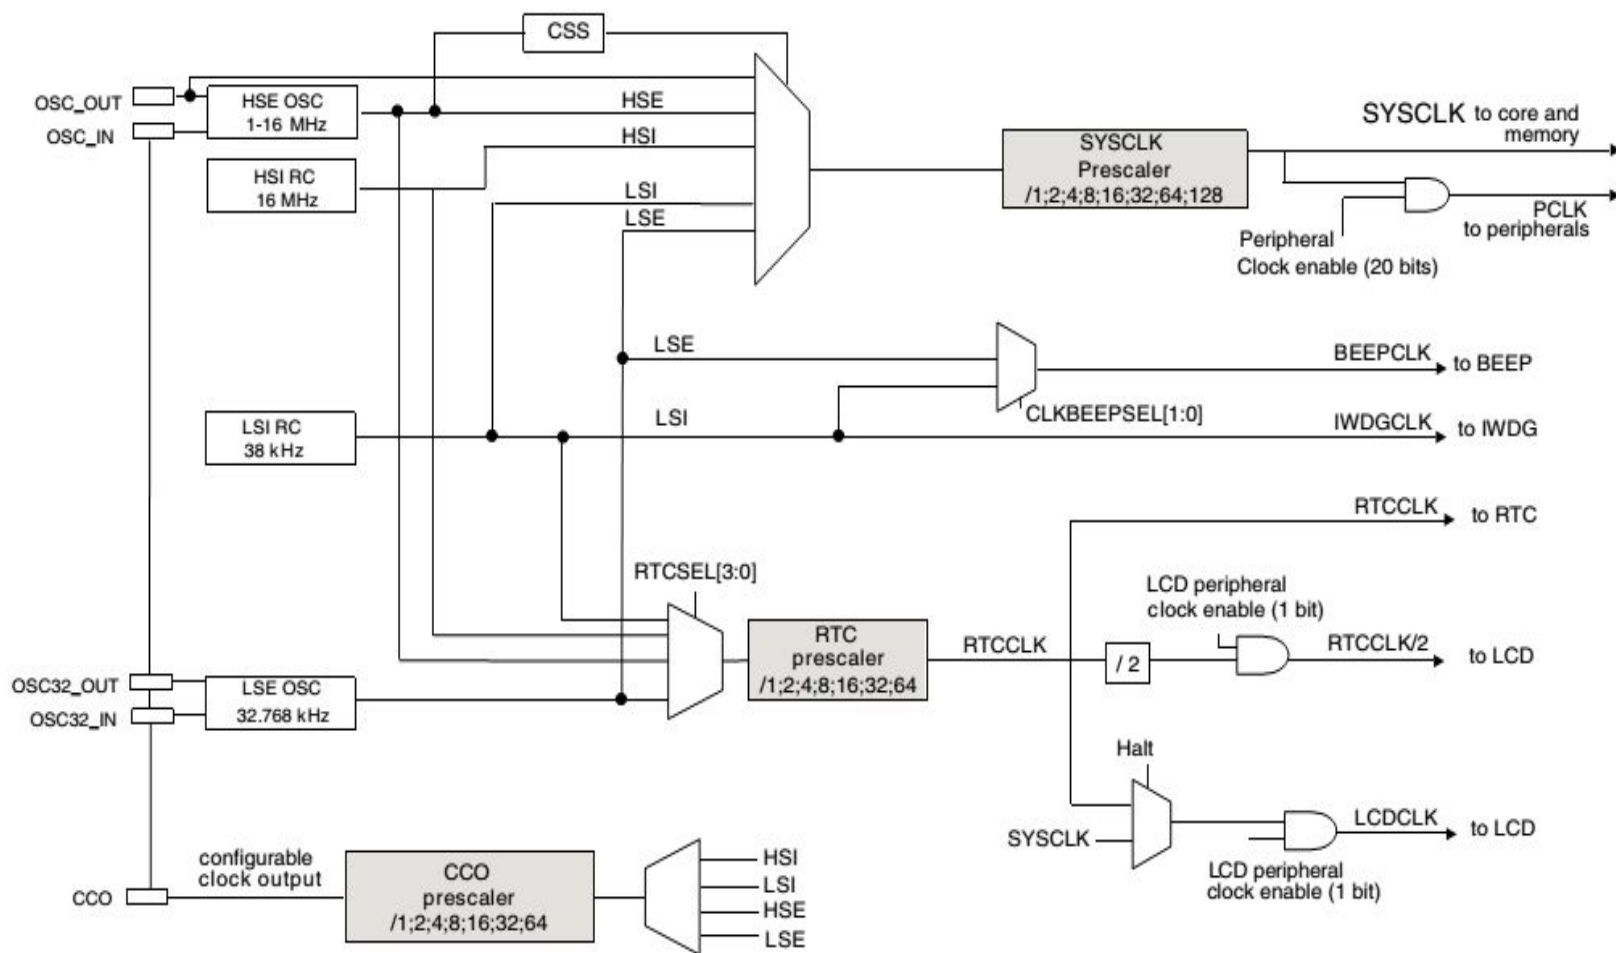 CSS
OSC_OUT
HSE OSC
1-16 MHz
OSC_IN
HSE
HSI
HSI RC
16 MHz
LSI
LSE
SYSCLK
Prescaler
/1;2;4;8;16;32;64;128
SYSCLK to core and
memory
PCLK
to peripherals
Peripheral
Clock enable (20 bits)
LSE
BEEPCLK to BEEP
CLKBEEPSEL[1:0]
LSI RC
38 kHz
LSI
IWDGCLK to IWDG
RTCCLK to RTC
RTCSEL[3:0]
LCD peripheral
clock enable (1 bit)
RTC
prescaler
/1;2;4;8;16;32;64
RTCCLK
/ 2
RTCCLK/2 to LCD
OSC32_OUT
LSE OSC
32.768 kHz
OSC32_IN
Halt
SYSCLK
LCDCLK to LCD
LCD peripheral
clock enable (1 bit)
CCO
configurable
clock output
CCO
prescaler
/1;2;4;8;16;32;64
HSI
LSI
HSE
LSE